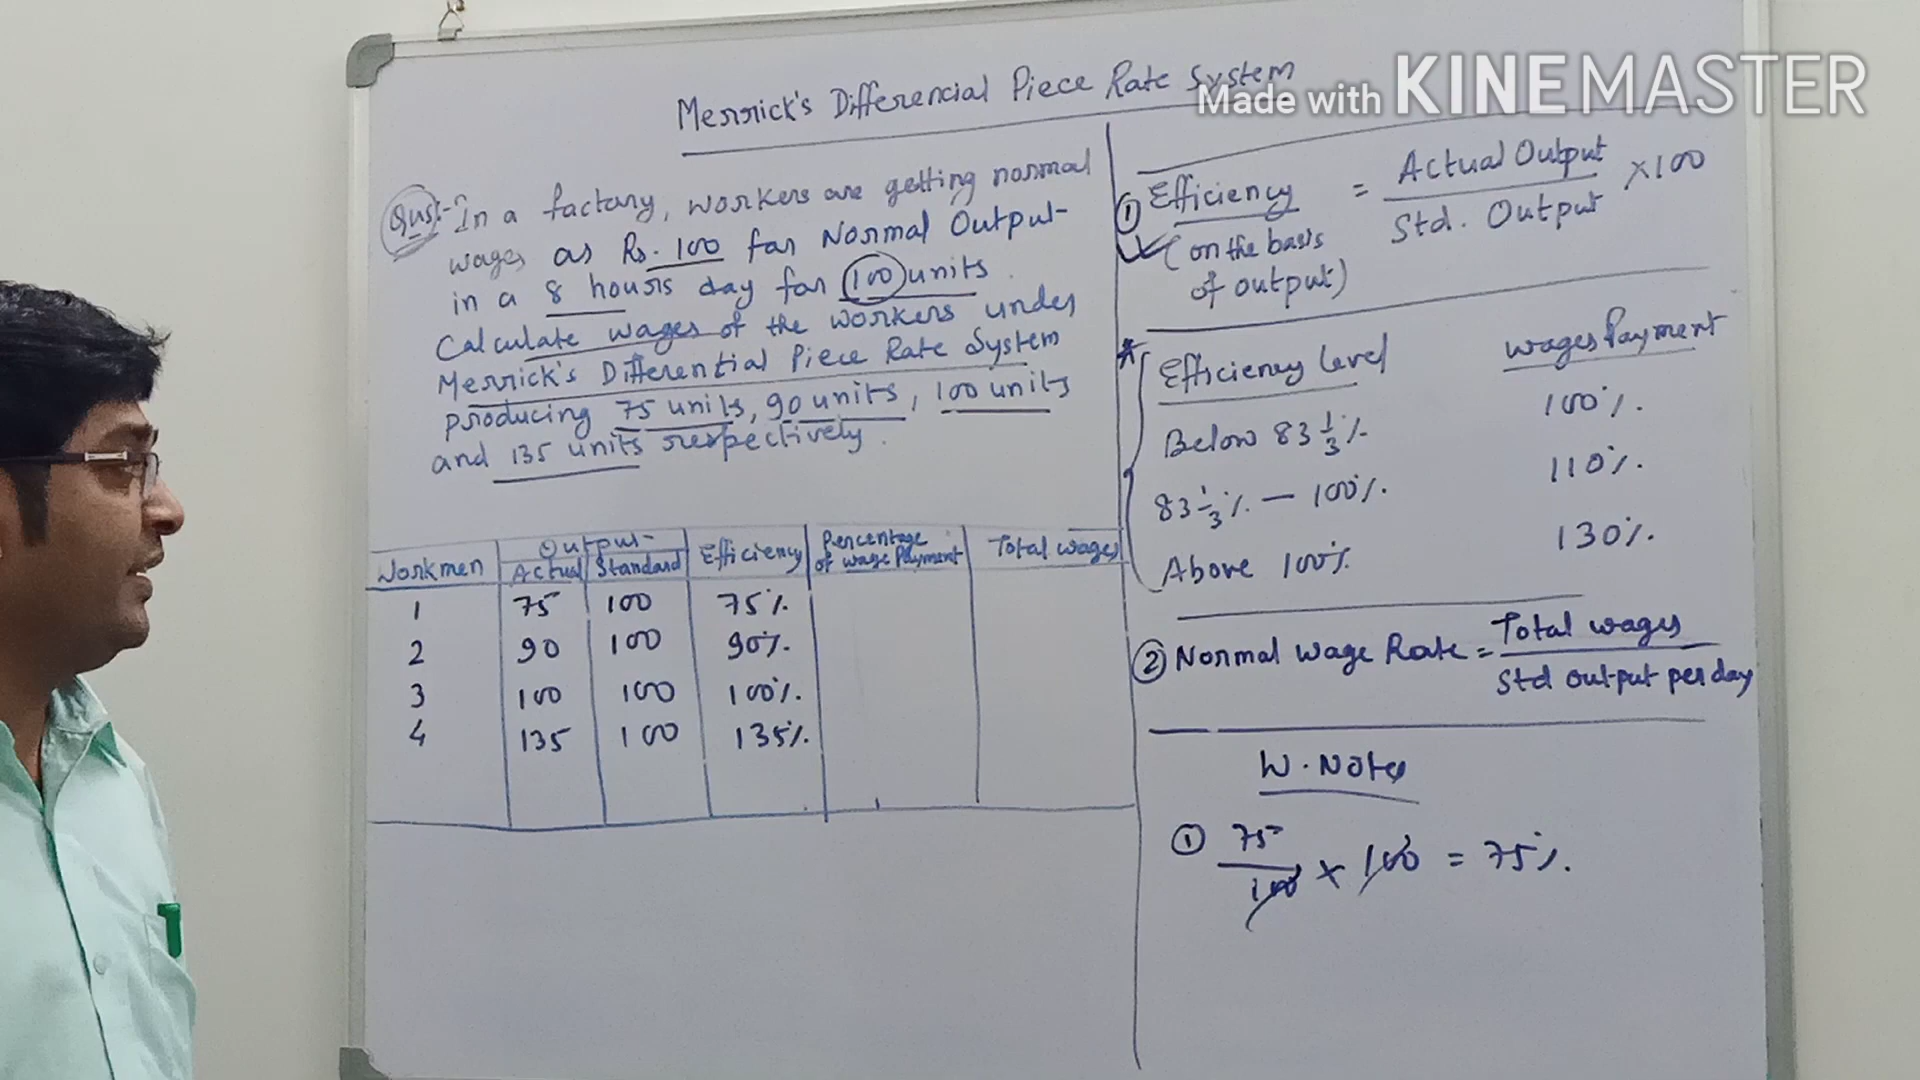 Made with KINEMASTER
Merrick's Differencial Piece Rate System
Qus:- In a factory, workers are getting normal
wages as Rs. 100 for Normal Output
in a 8 hours day for 100 units.
Calculate wages of the workers under
Merrick's Differential Piece Rate System
producing 75 units, 90 units, 100 units
and 135 units respectively.
Workmen | Output | Efficiency | Percentage of wage Payment | Total wages
Actual | Standard
1 75 100 75%
2 90 100 90%
3 100 100 100%
4 135 100 135%
① Efficiency = Actual Output / Std. Output × 100
(on the basis
of output)
* Efficiency Level Wages Payment
Below 83 1/3 % 100%.
83 1/3 % — 100%. 110%.
Above 100% 130%.
② Normal Wage Rate = Total wages / Std output per day
W. Notes
① 75 / 100 × 100 = 75%.